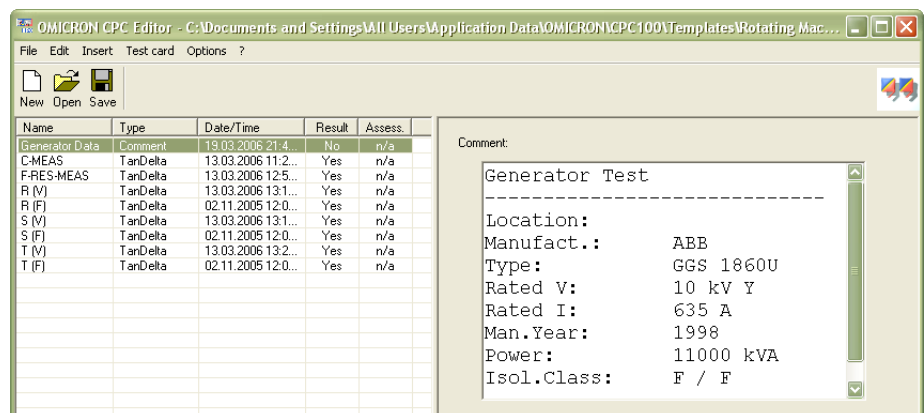 OMICRON CPC Editor - C:\Documents and Settings\All Users\Application Data\OMICRON\CPC100\Templates\Rotating Mac...
File Edit Insert Test card Options ?
New Open Save
Name Type Date/Time Result Assess.
Generator Data Comment 19.03.2006 21:4... No n/a
C-MEAS TanDelta 13.03.2006 11:2... Yes n/a
F-RES-MEAS TanDelta 13.03.2006 12:5... Yes n/a
R (V) TanDelta 13.03.2006 13:1... Yes n/a
R (F) TanDelta 02.11.2005 12:0... Yes n/a
S (V) TanDelta 13.03.2006 13:1... Yes n/a
S (F) TanDelta 02.11.2005 12:0... Yes n/a
T (V) TanDelta 13.03.2006 13:2... Yes n/a
T (F) TanDelta 02.11.2005 12:0... Yes n/a
Comment:
Generator Test
------------------------------
Location:
Manufact.: ABB
Type: GGS 1860U
Rated V: 10 kV Y
Rated I: 635 A
Man.Year: 1998
Power: 11000 kVA
Isol.Class: F / F